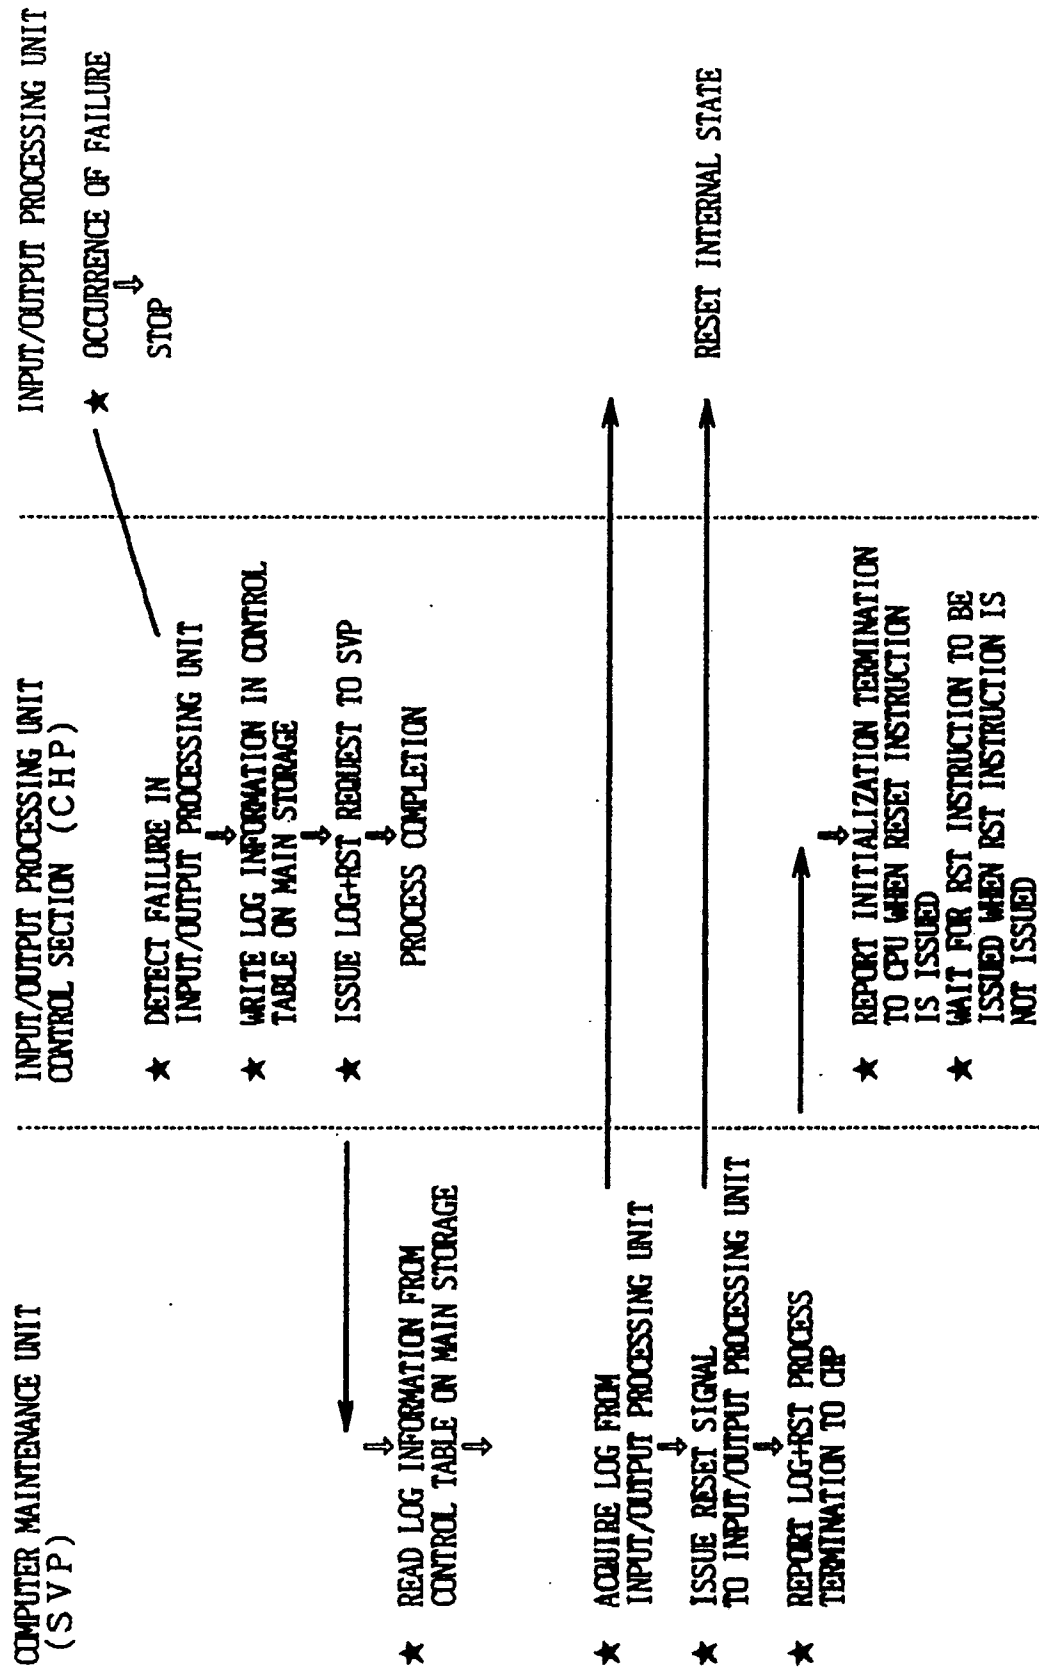 COMPUTER MAINTENANCE UNIT
(SVP)
★ READ LOG INFORMATION FROM
CONTROL TABLE ON MAIN STORAGE
★ ACQUIRE LOG FROM
INPUT/OUTPUT PROCESSING UNIT
★ ISSUE RESET SIGNAL
TO INPUT/OUTPUT PROCESSING UNIT
★ REPORT LOG+RST PROCESS
TERMINATION TO CHP
INPUT/OUTPUT PROCESSING UNIT
CONTROL SECTION (CHP)
★ DETECT FAILURE IN
INPUT/OUTPUT PROCESSING UNIT
★ WRITE LOG INFORMATION IN CONTROL
TABLE ON MAIN STORAGE
★ ISSUE LOG+RST REQUEST TO SVP
PROCESS COMPLETION
★ REPORT INITIALIZATION TERMINATION
TO CPU WHEN RESET INSTRUCTION
IS ISSUED
★ WAIT FOR RST INSTRUCTION TO BE
ISSUED WHEN RST INSTRUCTION IS
NOT ISSUED
INPUT/OUTPUT PROCESSING UNIT
★ OCCURRENCE OF FAILURE
STOP
RESET INTERNAL STATE